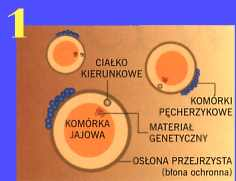 1
CIAŁKO
KIERUNKOWE
KOMÓRKI
PĘCHERZYKOWE
KOMÓRKA
JAJOWA
MATERIAŁ
GENETYCZNY
OSŁONA PRZEJRZYSTA
(błona ochronna)